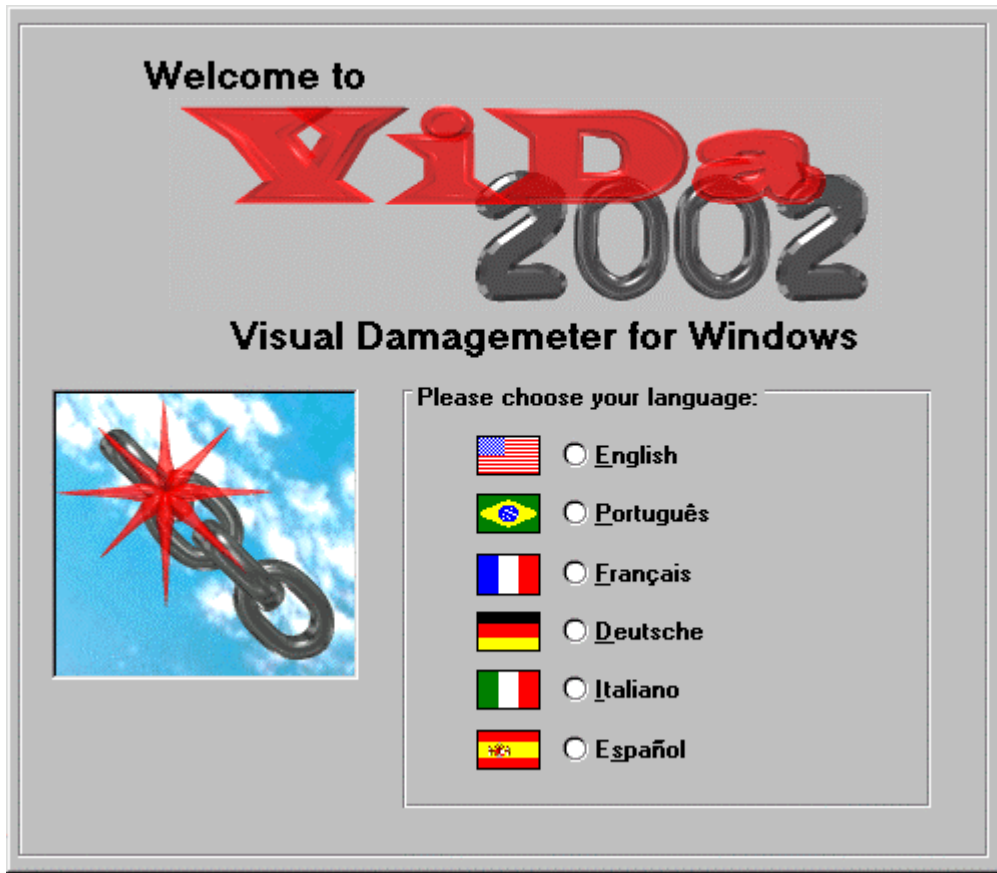 Welcome to
ViDa
2002
Visual Damagemeter for Windows
Please choose your language:
English
Português
Français
Deutsche
Italiano
Español